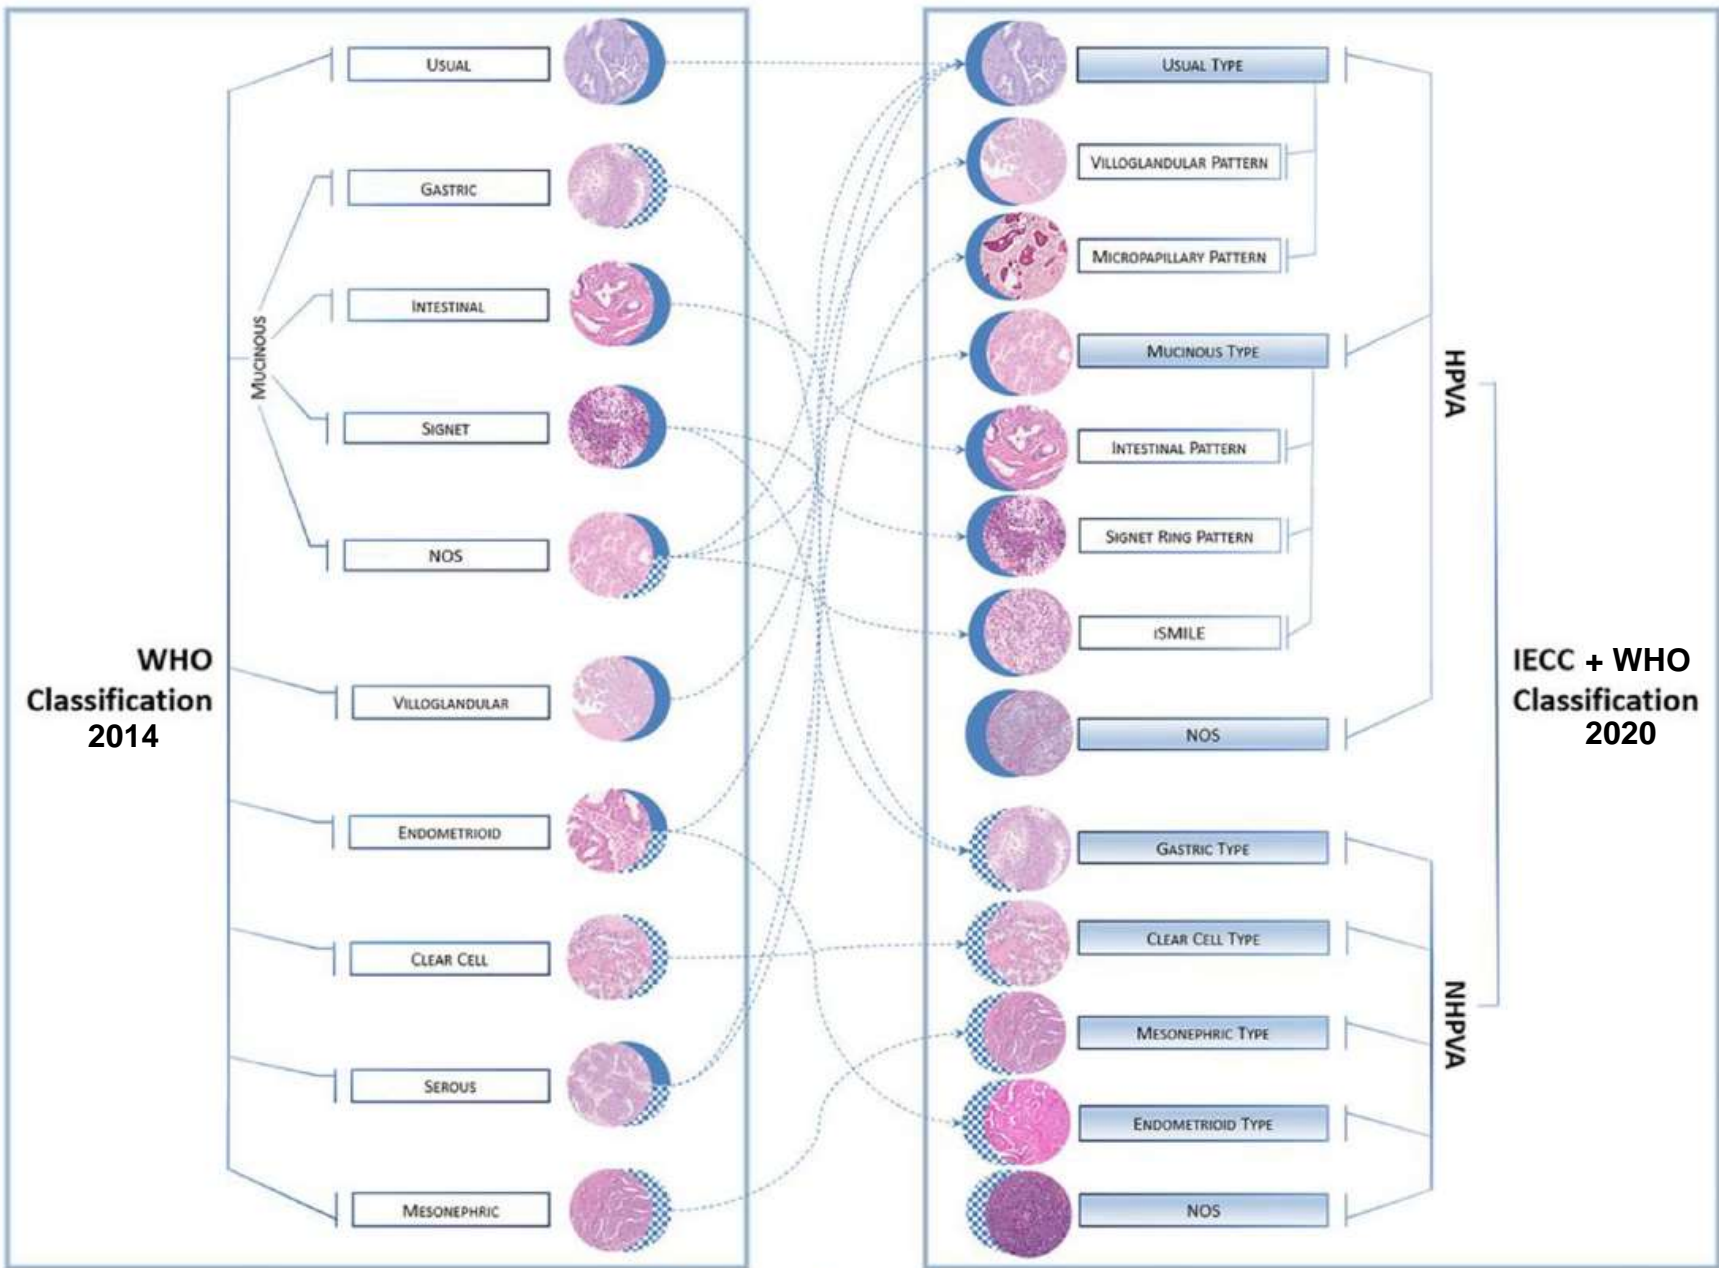 WHO
Classification
2014
MUCINOUS
USUAL
GASTRIC
INTESTINAL
SIGNET
NOS
VILLOGLANDULAR
ENDOMETRIOID
CLEAR CELL
SEROUS
MESONEPHRIC
USUAL TYPE
VILLOGLANDULAR PATTERN
MICROPAPILLARY PATTERN
MUCINOUS TYPE
INTESTINAL PATTERN
SIGNET RING PATTERN
iSMILE
NOS
GASTRIC TYPE
CLEAR CELL TYPE
MESONEPHRIC TYPE
ENDOMETRIOID TYPE
NOS
HPVA
NHPVA
IECC + WHO
Classification
2020